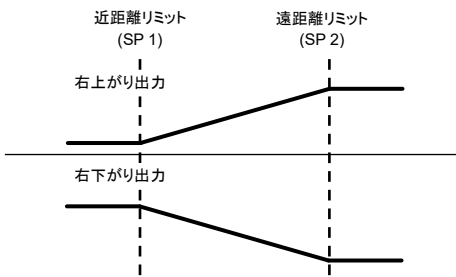 近距離リミット
(SP 1)
遠距離リミット
(SP 2)
右上がり出力
右下がり出力